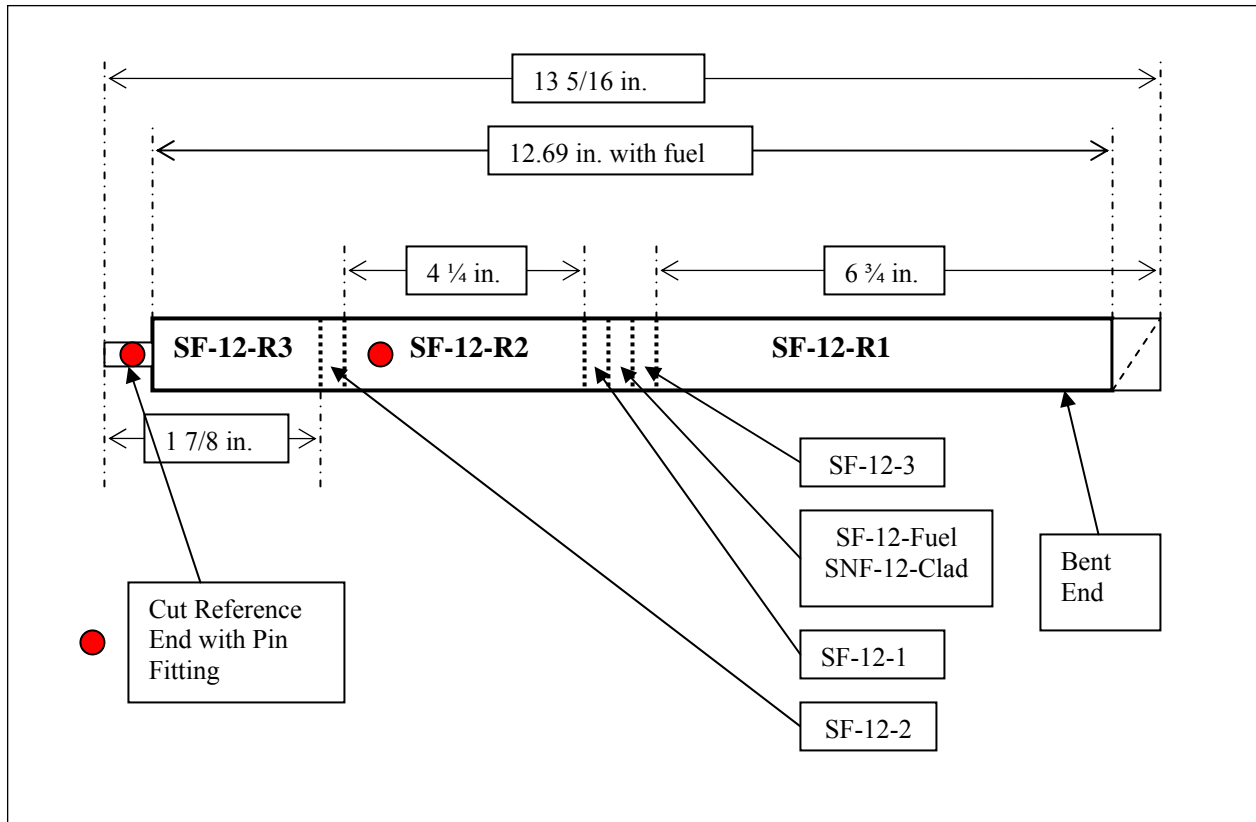 13 5/16 in.
12.69 in. with fuel
4 ¼ in.
6 ¾ in.
SF-12-R3
SF-12-R2
SF-12-R1
1 7/8 in.
SF-12-3
SF-12-Fuel
SNF-12-Clad
Bent
End
Cut Reference
End with Pin
Fitting
SF-12-1
SF-12-2